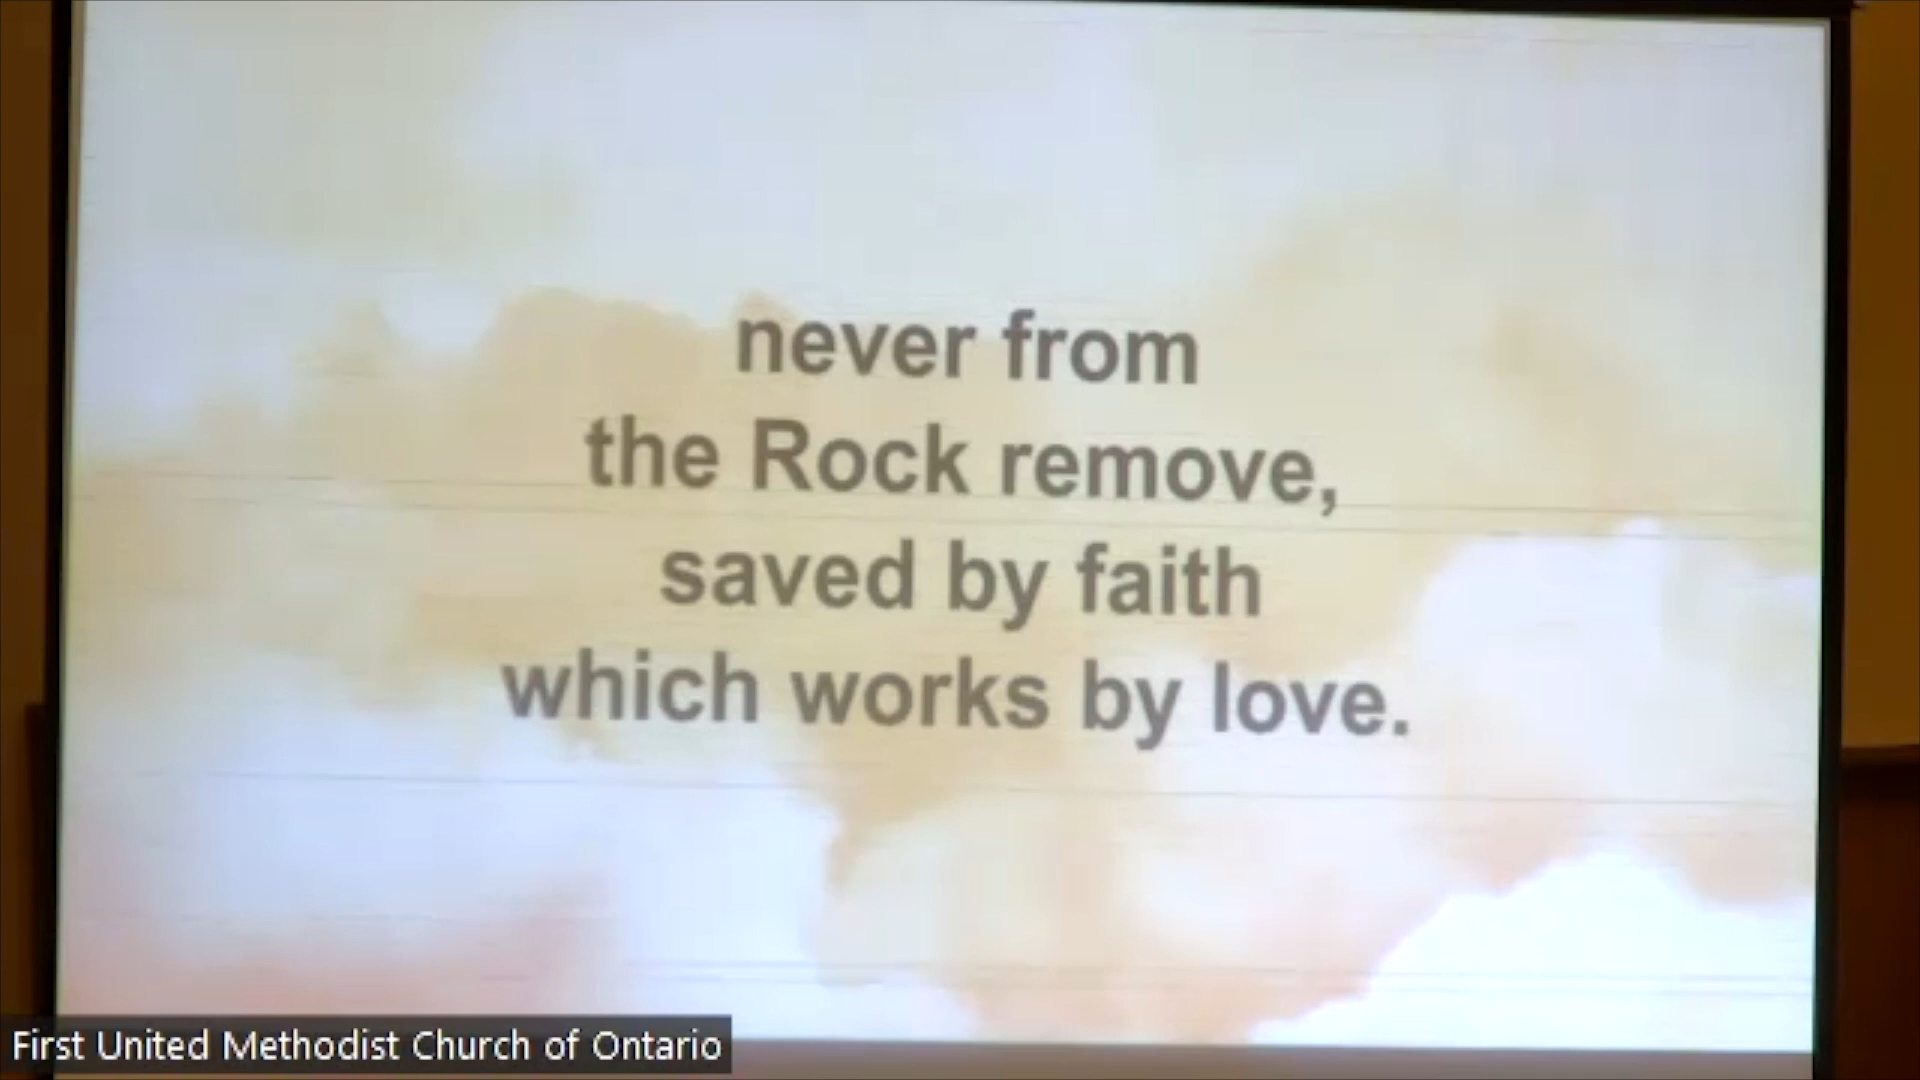 never from
the Rock remove,
saved by faith
which works by love.
First United Methodist Church of Ontario